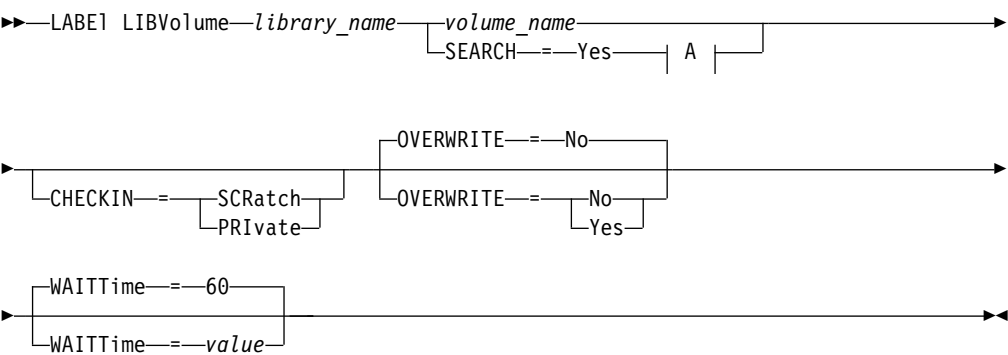 LABEl LIBVolume library_name volume_name
SEARCH = Yes A
OVERWRITE = No
CHECKIN = SCRatch OVERWRITE = No
PRIvate Yes
WAITTime = 60
WAITTime = value